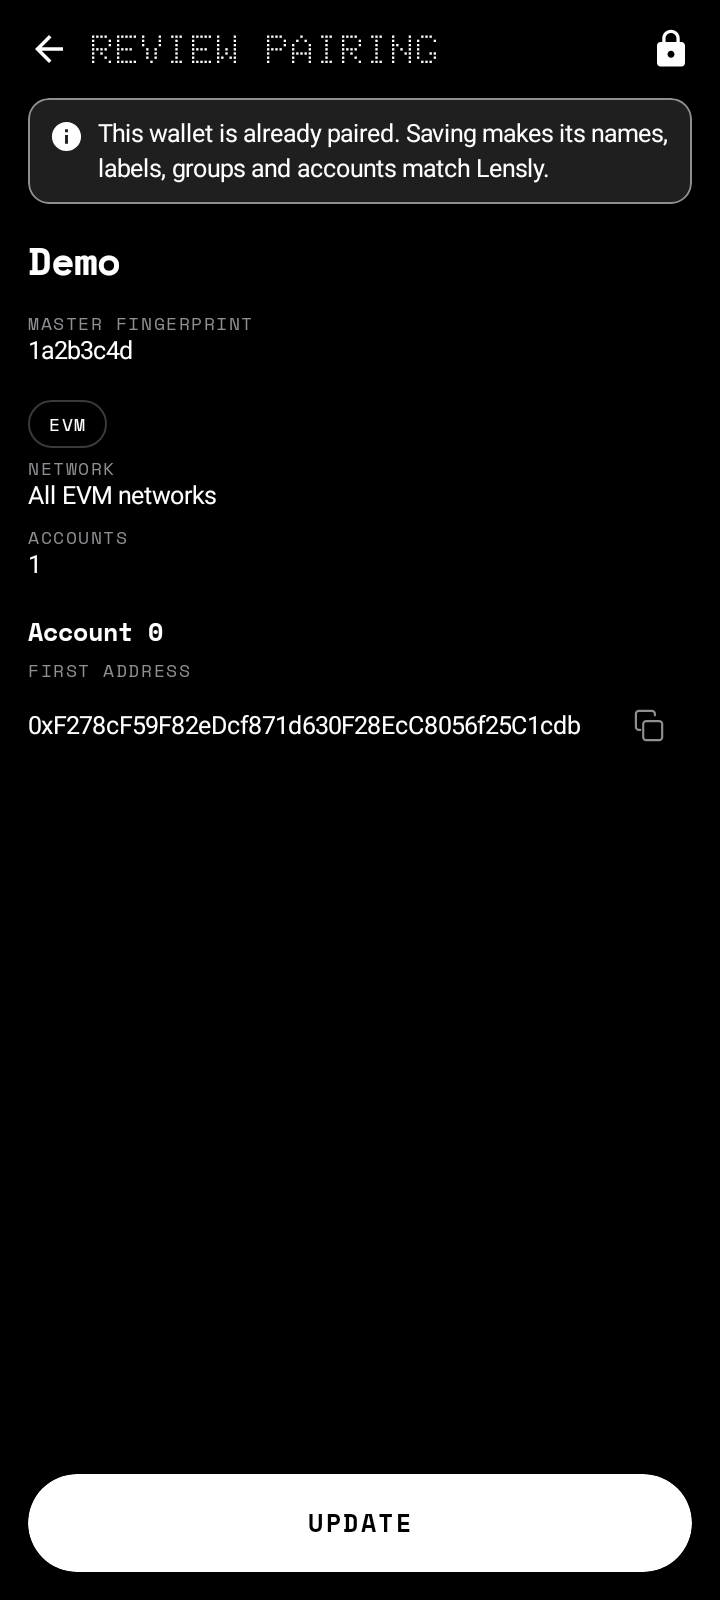 REVIEW PAIRING
This wallet is already paired. Saving makes its names,
labels, groups and accounts match Lensly.
Demo
MASTER FINGERPRINT
1a2b3c4d
EVM
NETWORK
All EVM networks
ACCOUNTS
1
Account 0
FIRST ADDRESS
0xF278cF59F82eDcf871d630F28EcC8056f25C1cdb
UPDATE